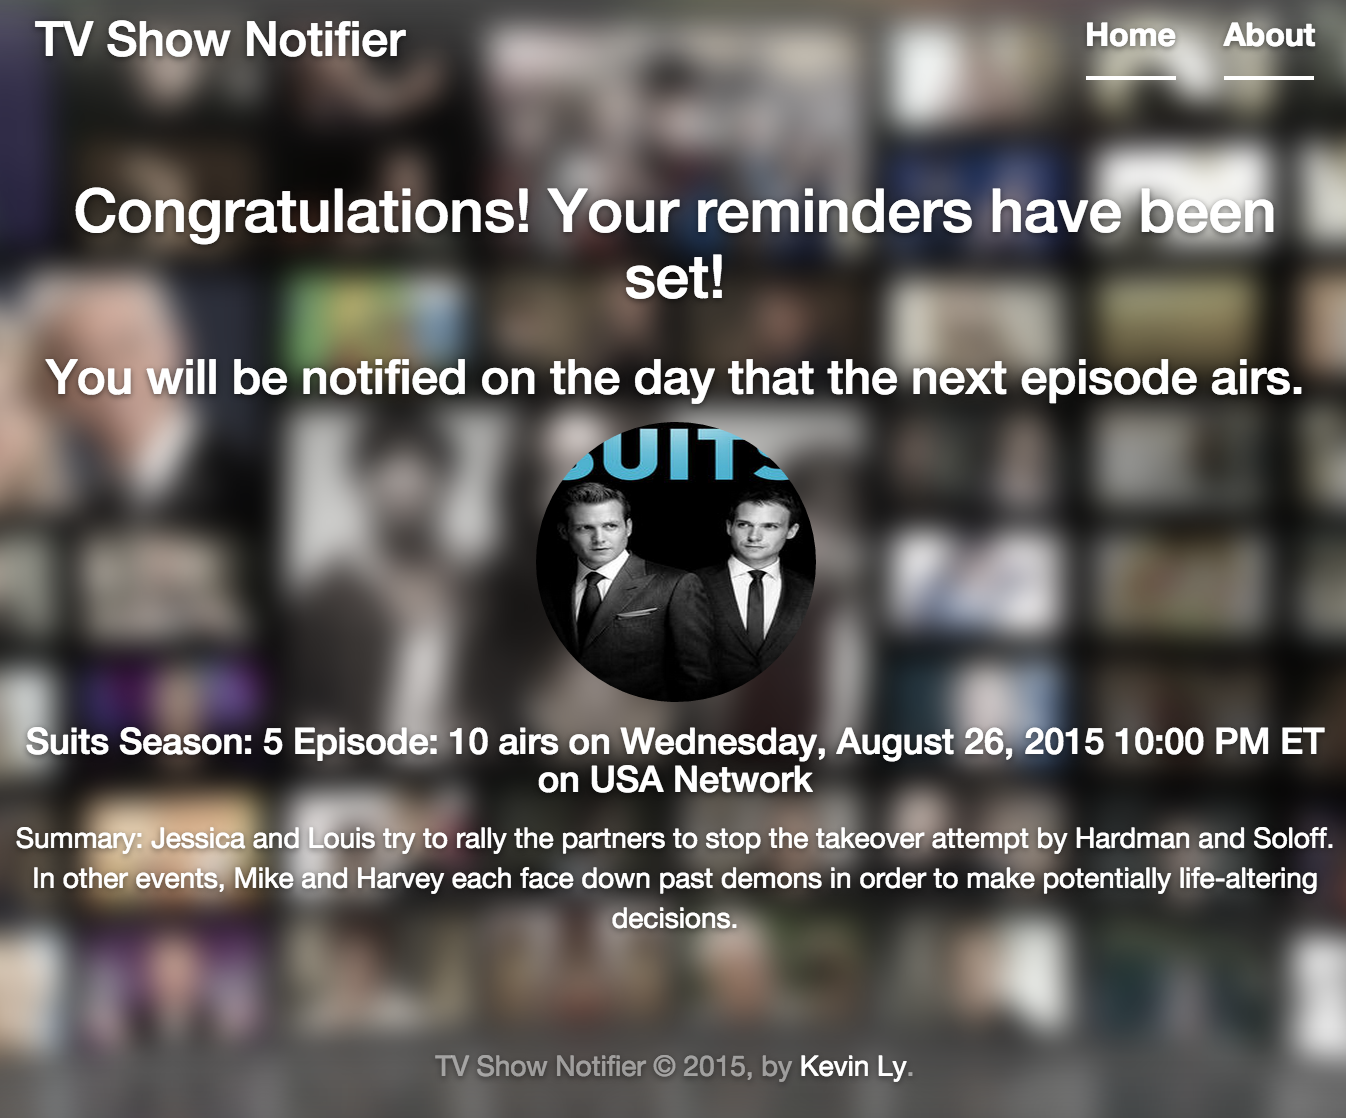 TV Show Notifier
Home About
Congratulations! Your reminders have been
set!
You will be notified on the day that the next episode airs.
SUITS
Suits Season: 5 Episode: 10 airs on Wednesday, August 26, 2015 10:00 PM ET
on USA Network
Summary: Jessica and Louis try to rally the partners to stop the takeover attempt by Hardman and Soloff.
In other events, Mike and Harvey each face down past demons in order to make potentially life-altering
decisions.
TV Show Notifier © 2015, by Kevin Ly.